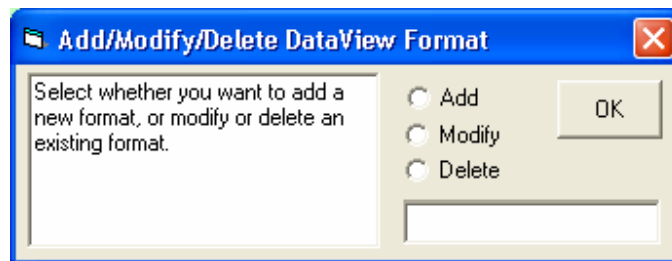 Add/Modify/Delete DataView Format
Select whether you want to add a
new format, or modify or delete an
existing format.
Add
Modify
Delete
OK